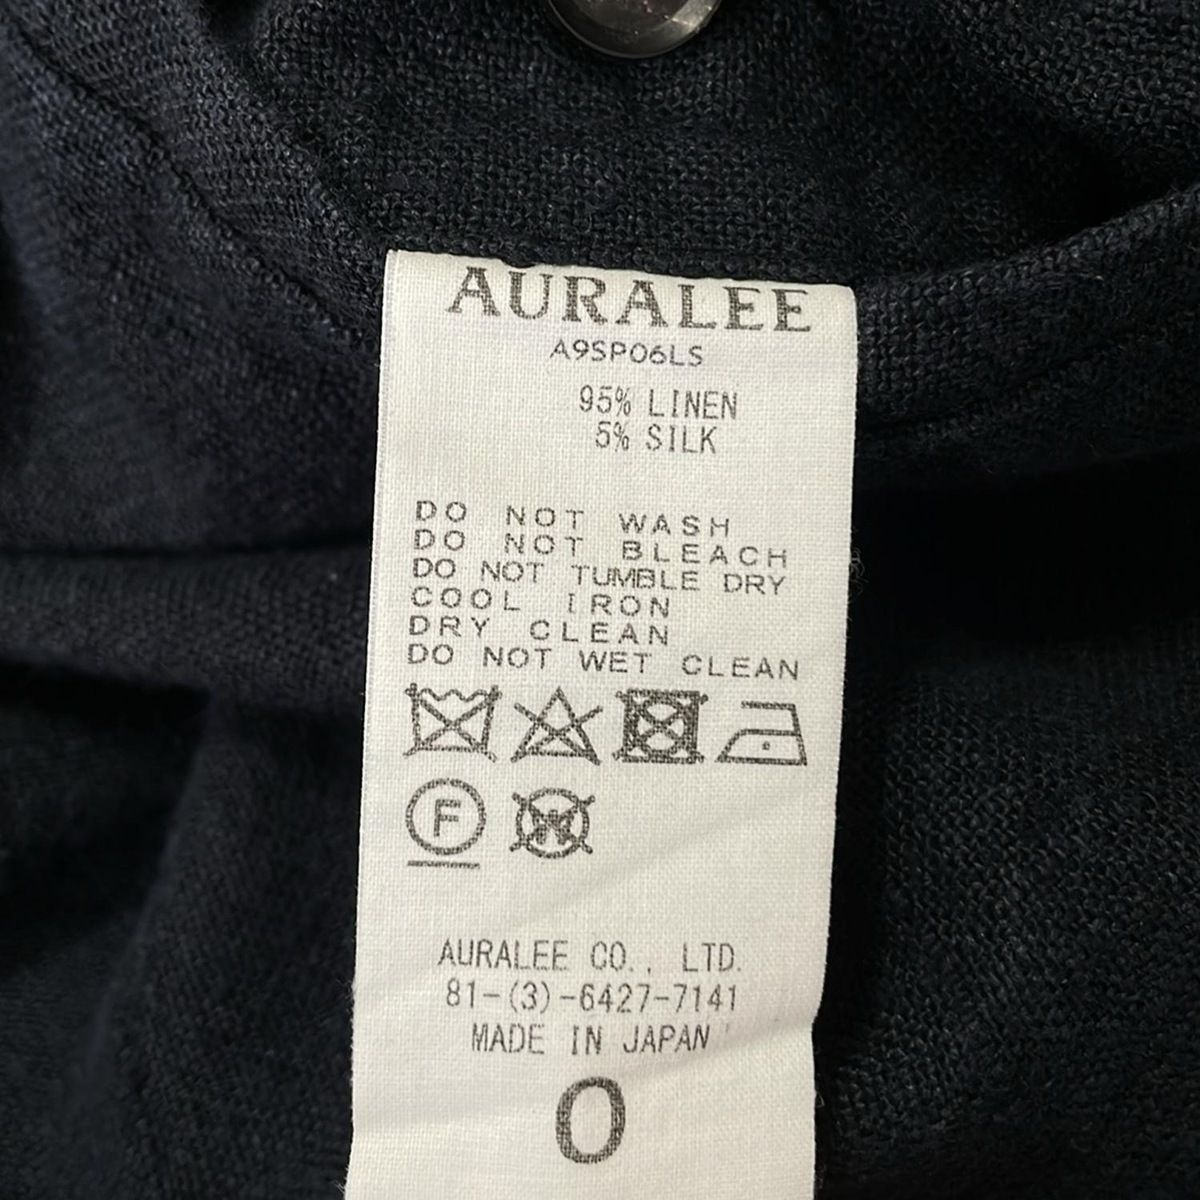 AURALEE
A9SP06LS
95% LINEN
5% SILK
DO NOT WASH
DO NOT BLEACH
DO NOT TUMBLE DRY
COOL IRON
DRY CLEAN
DO NOT WET CLEAN
F
W
AURALEE CO., LTD.
81-(3)-6427-7141
MADE IN JAPAN
0